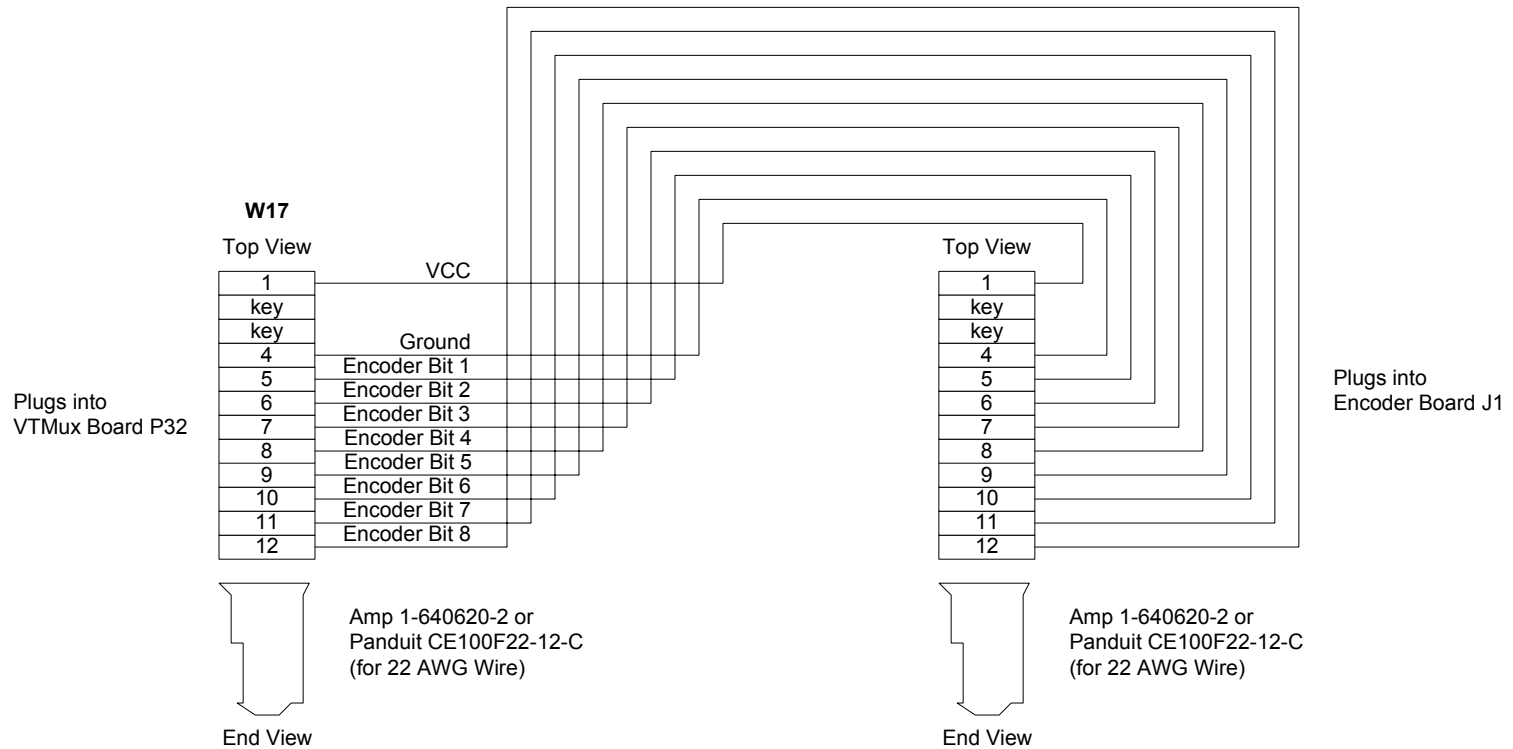 W17
Top View
1
key
key
4
5
6
7
8
9
10
11
12
VCC
Ground
Encoder Bit 1
Encoder Bit 2
Encoder Bit 3
Encoder Bit 4
Encoder Bit 5
Encoder Bit 6
Encoder Bit 7
Encoder Bit 8
Plugs into
VTMux Board P32
Amp 1-640620-2 or
Panduit CE100F22-12-C
(for 22 AWG Wire)
End View
Top View
1
key
key
4
5
6
7
8
9
10
11
12
Plugs into
Encoder Board J1
Amp 1-640620-2 or
Panduit CE100F22-12-C
(for 22 AWG Wire)
End View